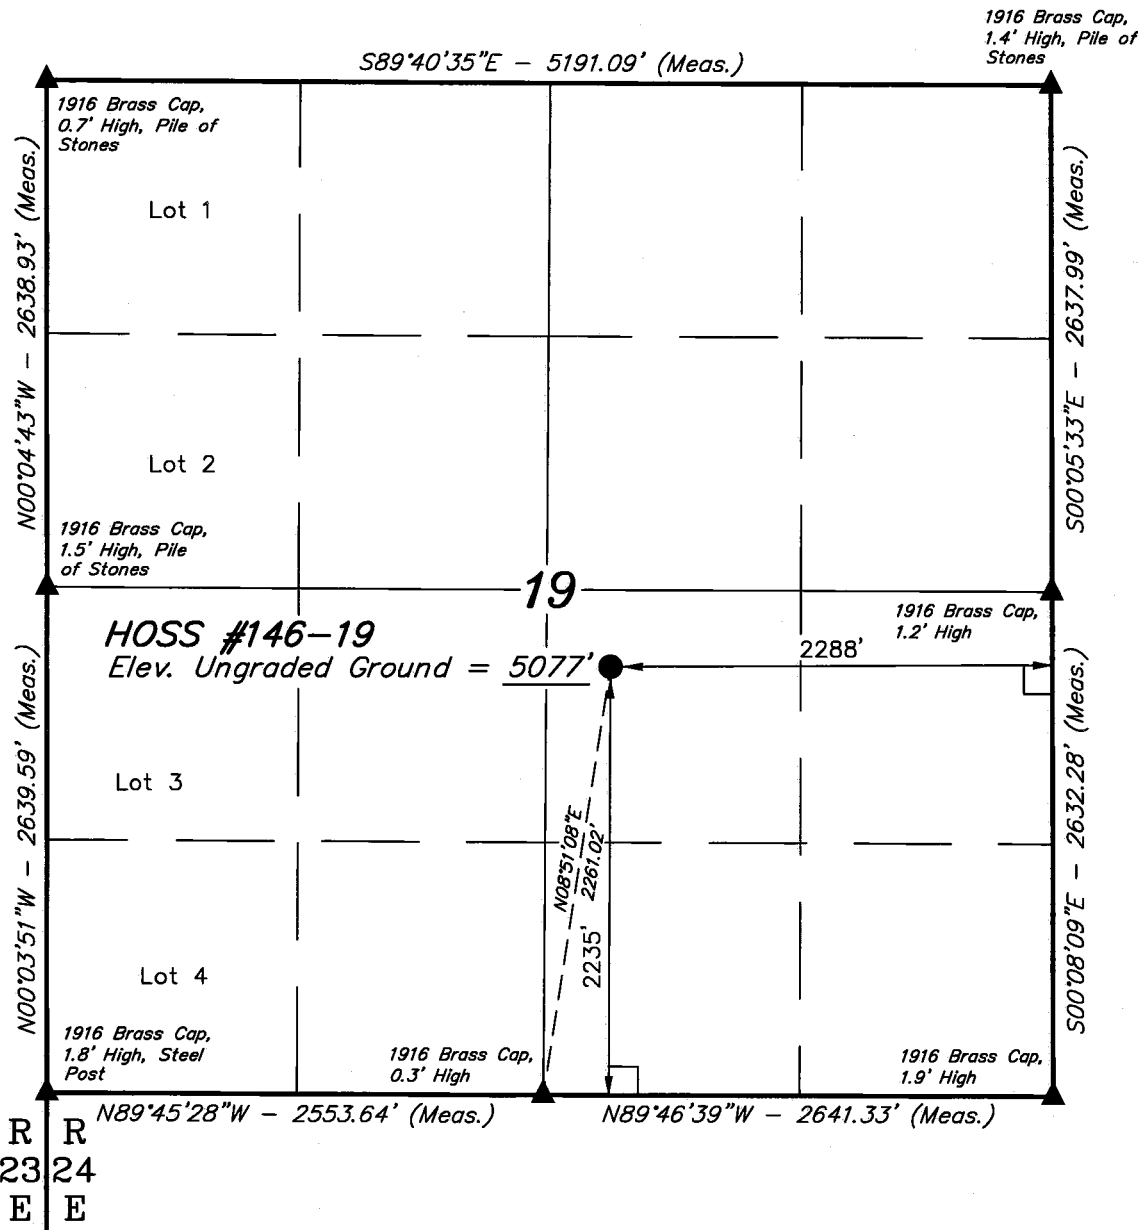 1916 Brass Cap,
1.4' High, Pile of
Stones
S89°40'35"E - 5191.09' (Meas.)
1916 Brass Cap,
0.7' High, Pile of
Stones
N00°04'43"W - 2638.93' (Meas.)
S00°05'33"E - 2637.99' (Meas.)
Lot 1
Lot 2
1916 Brass Cap,
1.5' High, Pile
of Stones
19
1916 Brass Cap,
1.2' High
HOSS #146-19
Elev. Ungraded Ground = 5077'
2288'
N00°03'51"W - 2639.59' (Meas.)
S00°08'09"E - 2632.28' (Meas.)
Lot 3
N08°51'08"E
2261.02'
2235'
Lot 4
1916 Brass Cap,
1.8' High, Steel
Post
1916 Brass Cap,
0.3' High
1916 Brass Cap,
1.9' High
N89°45'28"W - 2553.64' (Meas.)
N89°46'39"W - 2641.33' (Meas.)
R R
23 24
E E